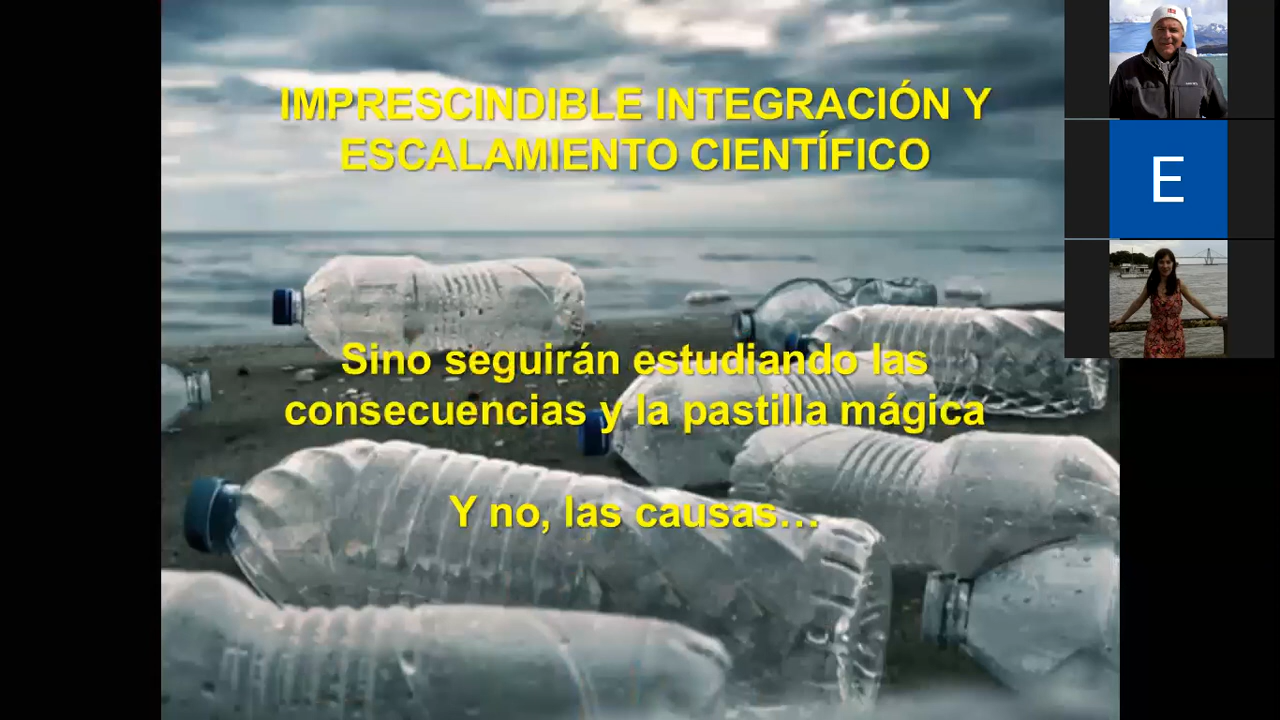 IMPRESCINDIBLE INTEGRACIÓN Y
ESCALAMIENTO CIENTÍFICO
E
Sino seguirán estudiando las
consecuencias y la pastilla mágica
Y no, las causas...